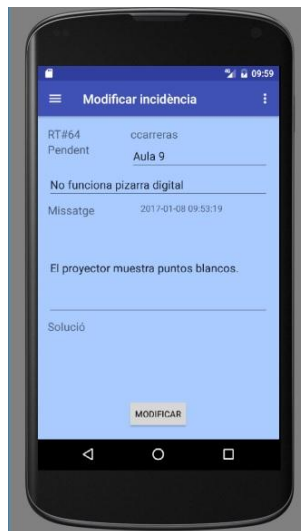 09:59
Modificar incidència
RT#64 ccarreras
Pendent Aula 9
No funciona pizarra digital
Missatge 2017-01-08 09:53:19
El proyector muestra puntos blancos.
Solució
MODIFICAR